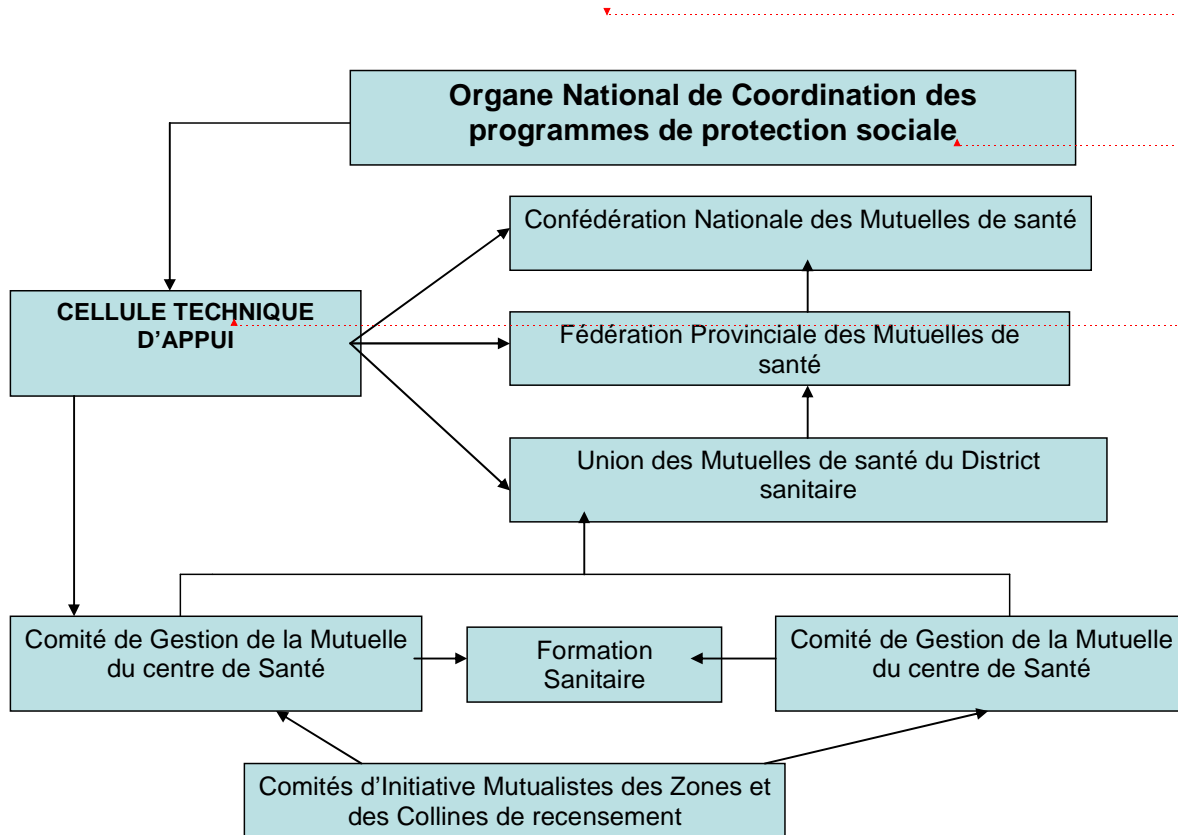 Organe National de Coordination des
programmes de protection sociale
Confédération Nationale des Mutuelles de santé
CELLULE TECHNIQUE
D’APPUI
Fédération Provinciale des Mutuelles de
santé
Union des Mutuelles de santé du District
sanitaire
Comité de Gestion de la Mutuelle
du centre de Santé
Formation
Sanitaire
Comité de Gestion de la Mutuelle
du centre de Santé
Comités d’Initiative Mutualistes des Zones et
des Collines de recensement